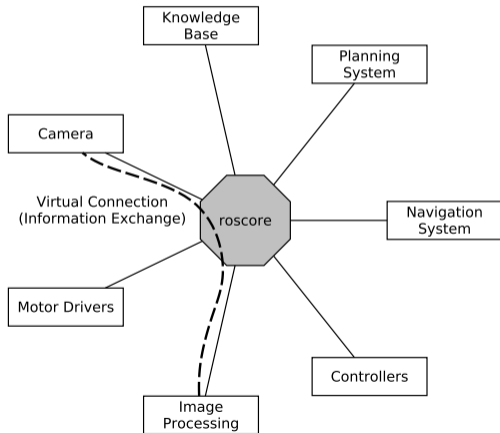 Knowledge
Base
Planning
System
Camera
Virtual Connection
(Information Exchange)
roscore
Navigation
System
Motor Drivers
Controllers
Image
Processing